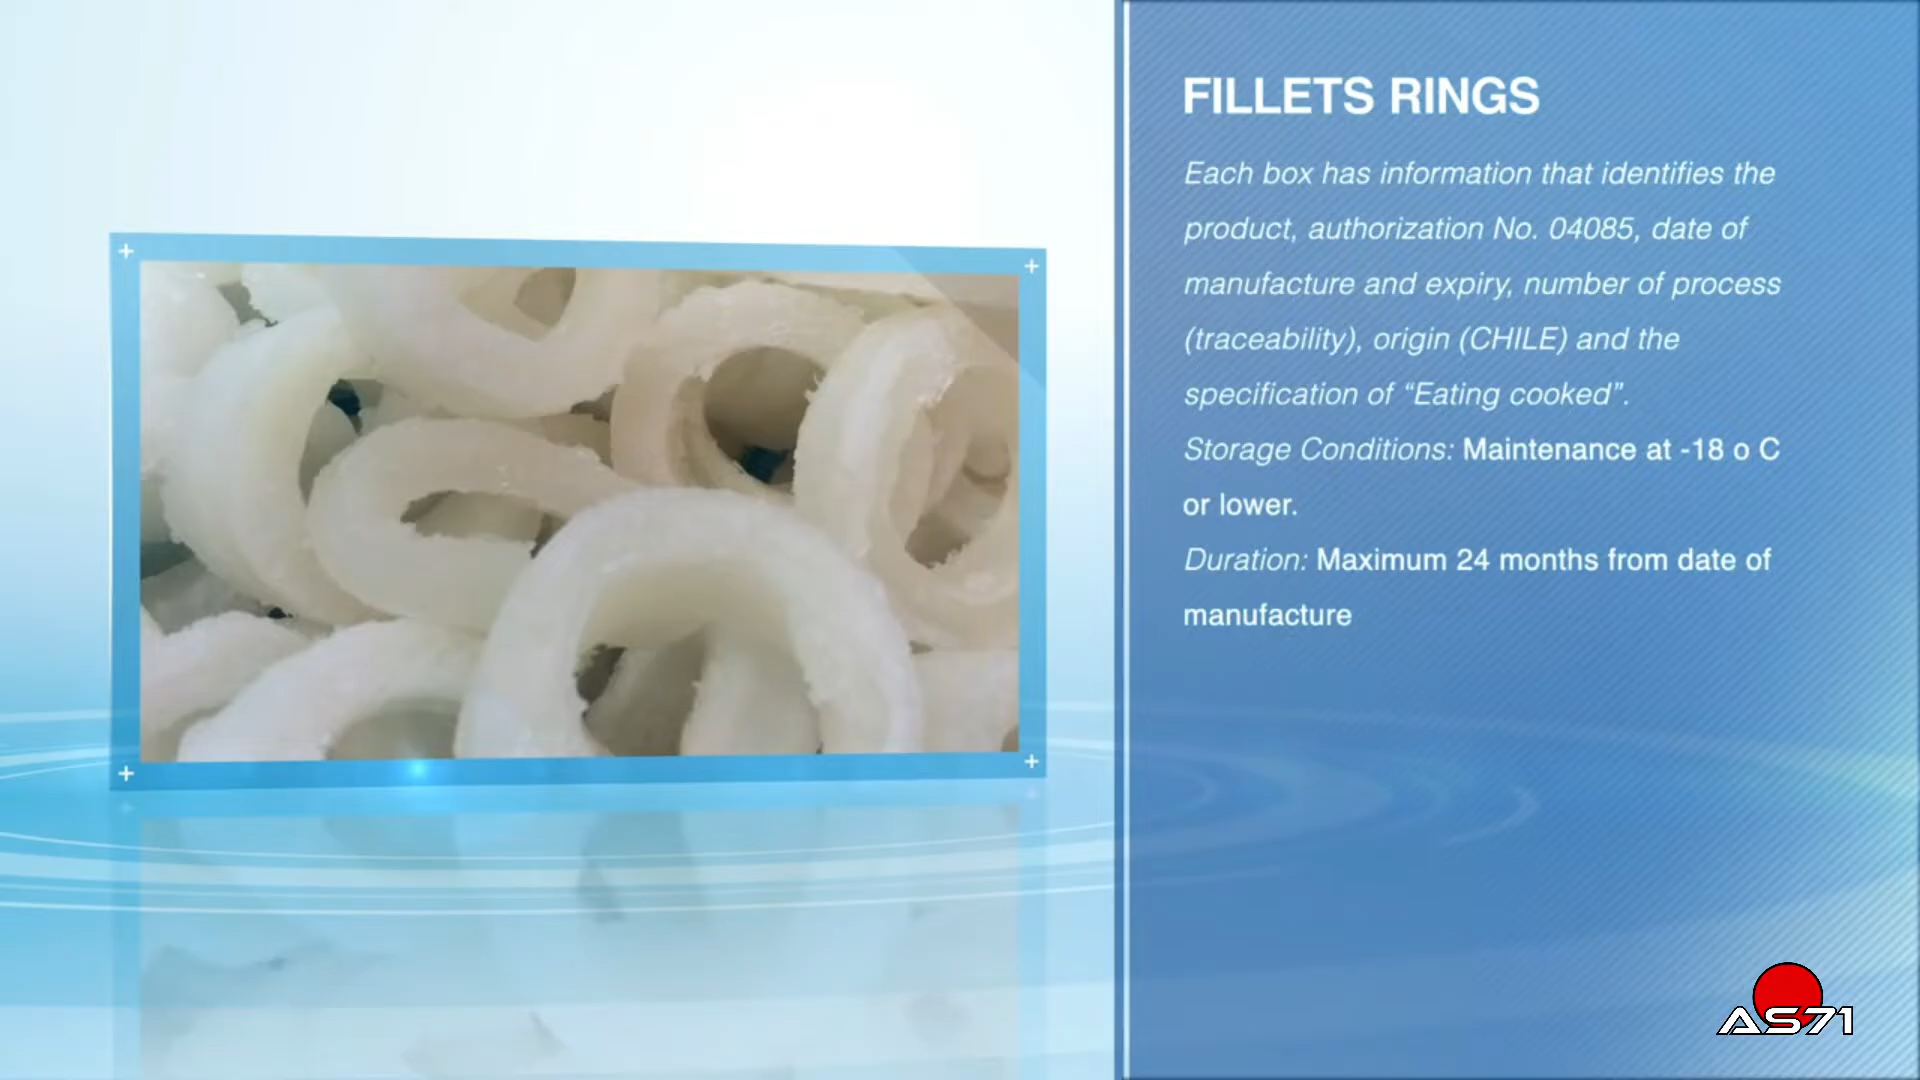 FILLETS RINGS
Each box has information that identifies the
product, authorization No. 04085, date of
manufacture and expiry, number of process
(traceability), origin (CHILE) and the
specification of “Eating cooked”.
Storage Conditions: Maintenance at -18 o C
or lower.
Duration: Maximum 24 months from date of
manufacture
AS71